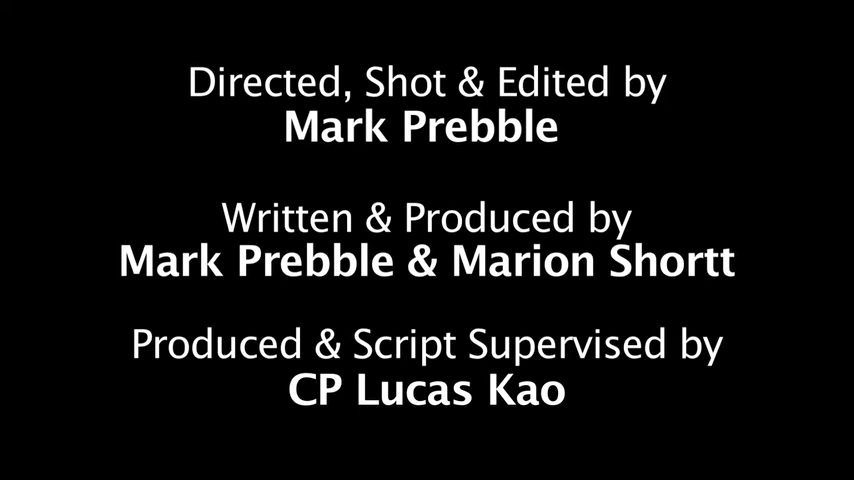 Directed, Shot & Edited by
Mark Prebble
Written & Produced by
Mark Prebble & Marion Shortt
Produced & Script Supervised by
CP Lucas Kao